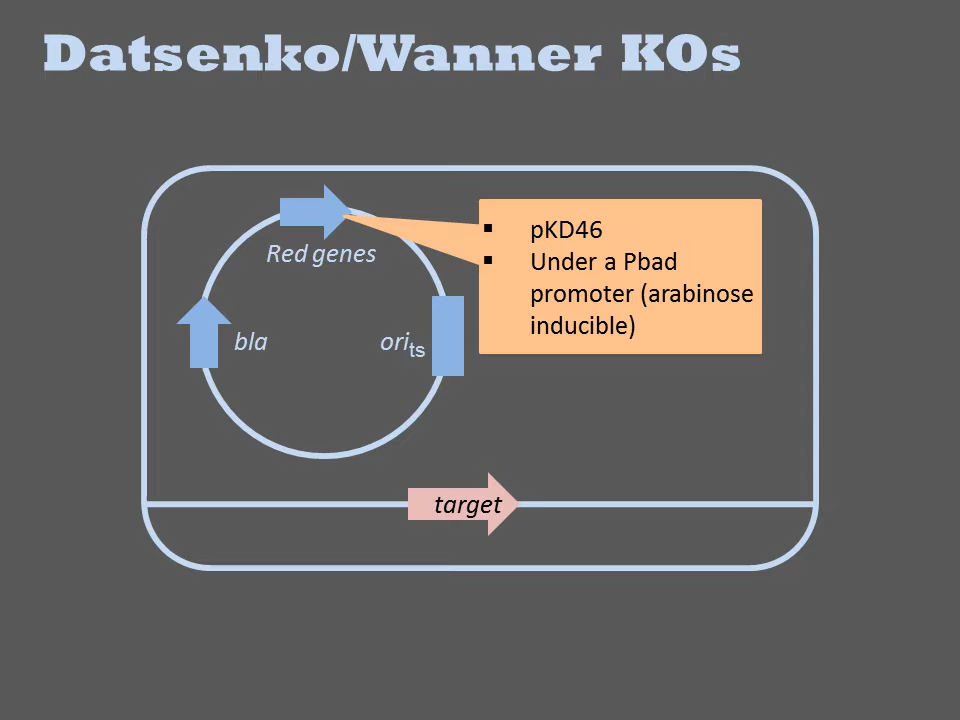 Datsenko/Wanner KOs
Red genes
▪ pKD46
▪ Under a Pbad
promoter (arabinose
inducible)
bla
orits
target